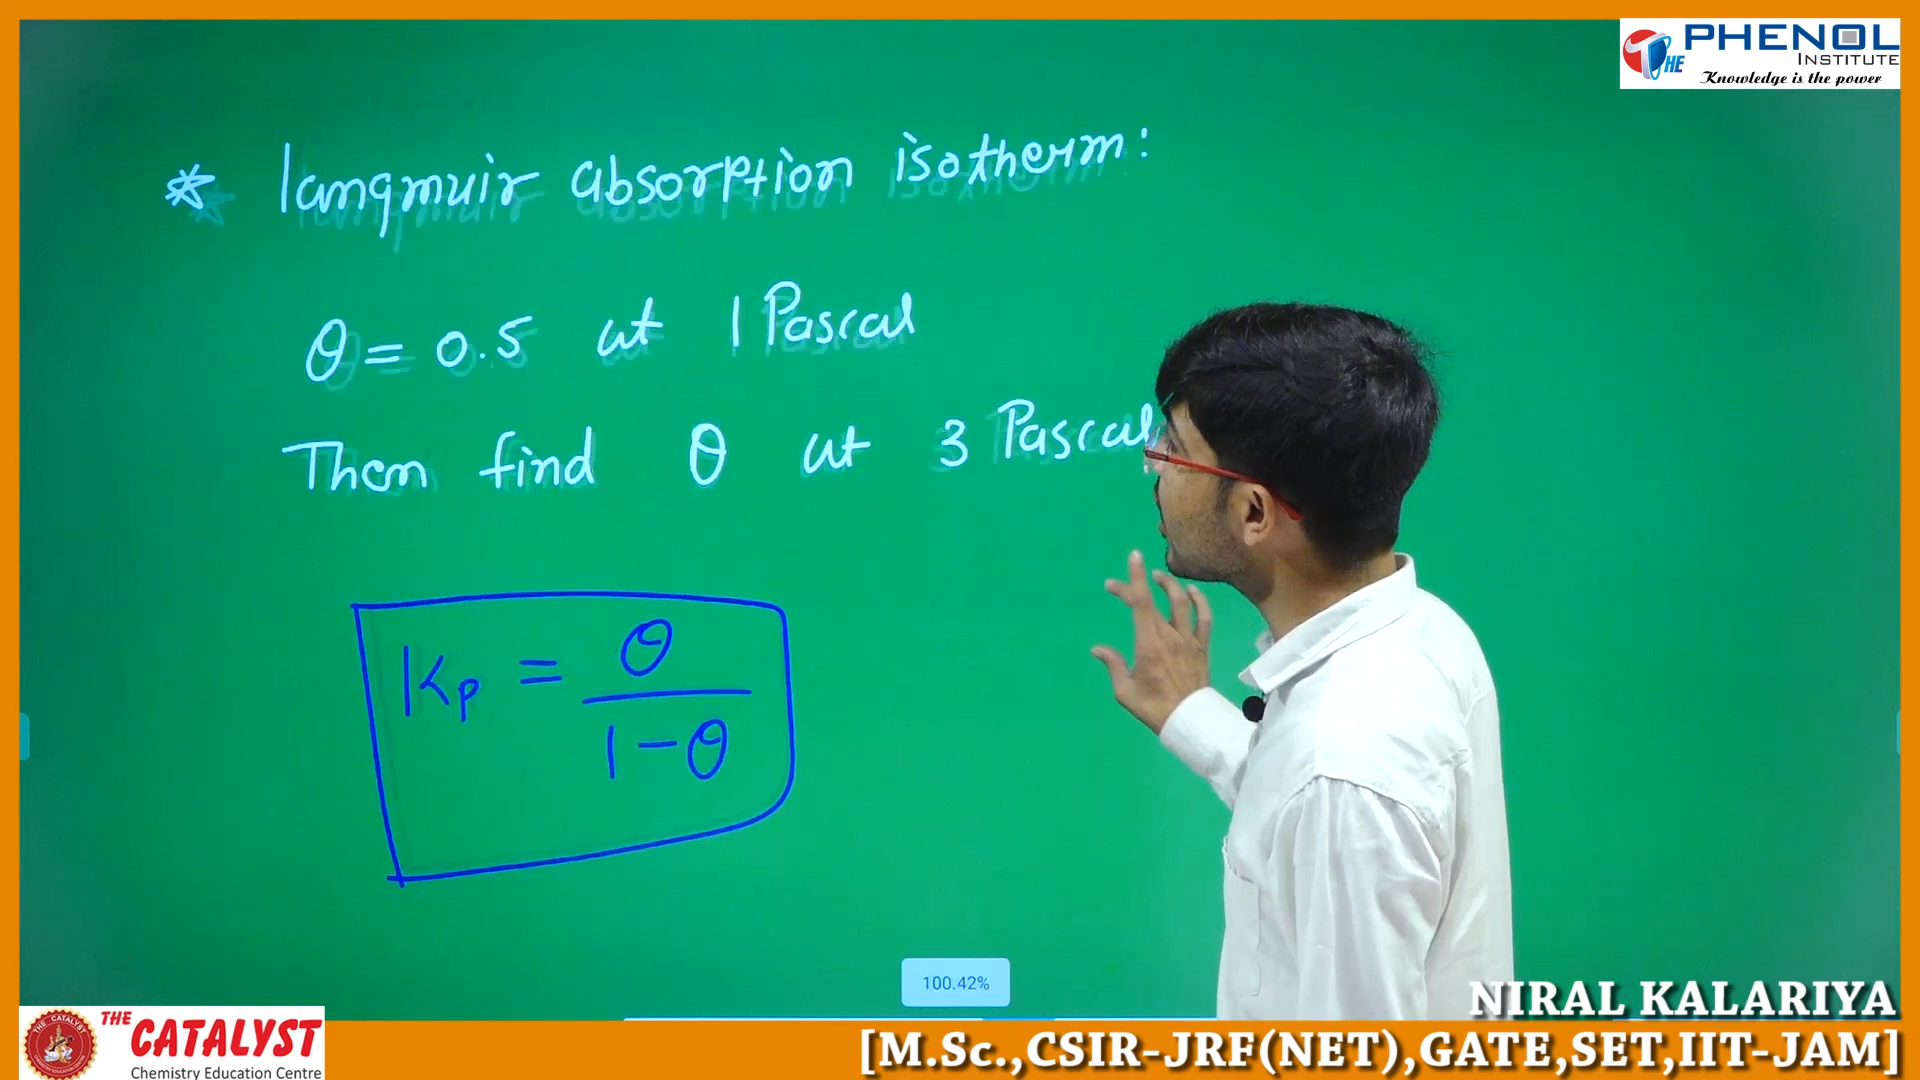 THE PHENOL
INSTITUTE
Knowledge is the power
* langmuir absorption isotherm:
θ = 0.5 at 1 Pascal
Then find θ at 3 Pascal
Kp = θ / 1-θ
100.42%
NIRAL KALARIYA
THE CATALYST
Chemistry Education Centre
[M.Sc.,CSIR-JRF(NET),GATE,SET,IIT-JAM]